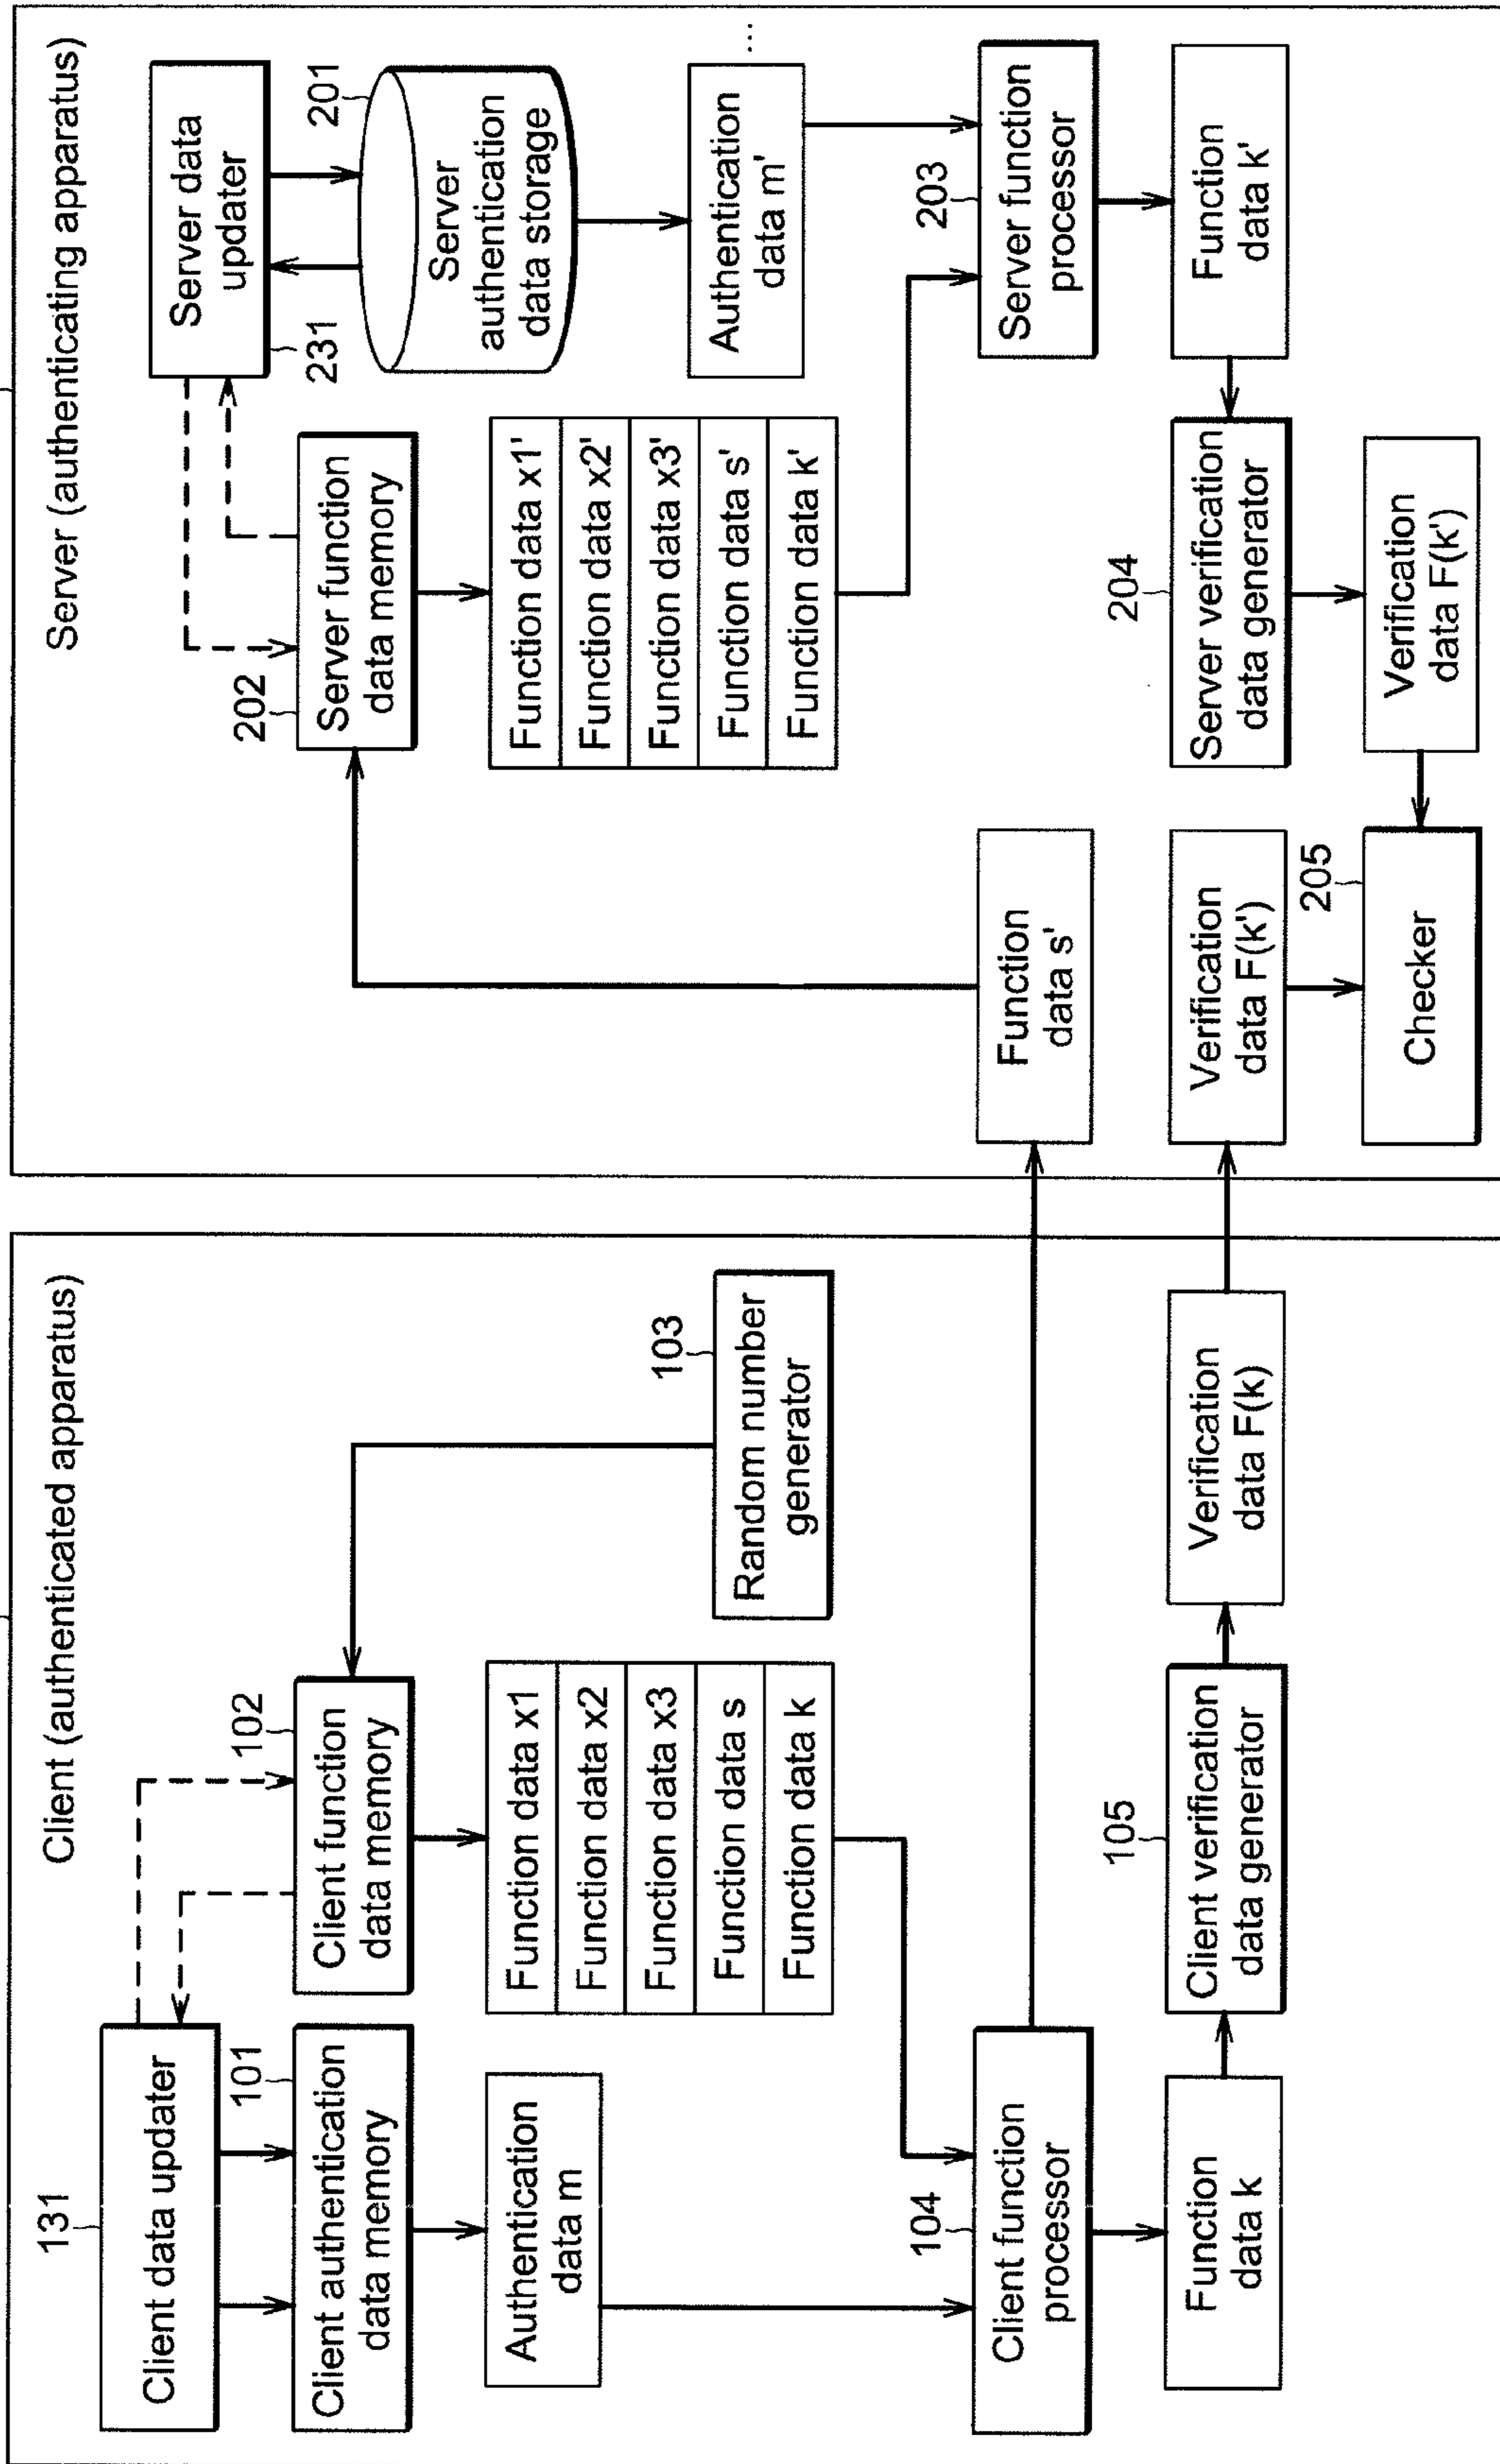 Client (authenticated apparatus)
131
Client data updater
101
Client authentication
data memory
102
Client function
data memory
Authentication
data m
Function data x1
Function data x2
Function data x3
Function data s
Function data k
103
Random number
generator
104
Client function
processor
Function
data k
105
Client verification
data generator
Verification
data F(k)
Server (authenticating apparatus)
Server data
updater
231
201
Server
authentication
data storage
202
Server function
data memory
Function data x1'
Function data x2'
Function data x3'
Function data s'
Function data k'
Authentication
data m'
...
203
Server function
processor
Function
data s'
Function
data k'
204
Server verification
data generator
Verification
data F(k')
Verification
data F(k')
205
Checker